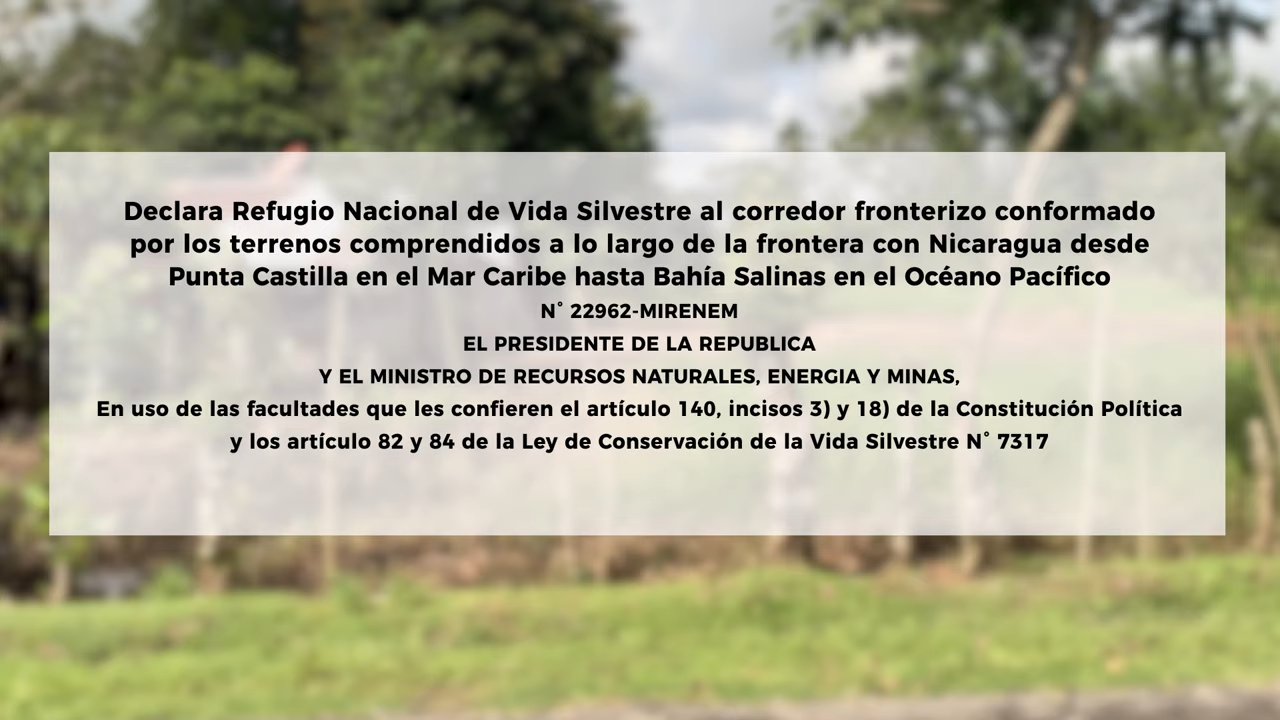 Declara Refugio Nacional de Vida Silvestre al corredor fronterizo conformado
por los terrenos comprendidos a lo largo de la frontera con Nicaragua desde
Punta Castilla en el Mar Caribe hasta Bahía Salinas en el Océano Pacífico
N° 22962-MIRENEM
EL PRESIDENTE DE LA REPUBLICA
Y EL MINISTRO DE RECURSOS NATURALES, ENERGIA Y MINAS,
En uso de las facultades que les confieren el artículo 140, incisos 3) y 18) de la Constitución Política
y los artículo 82 y 84 de la Ley de Conservación de la Vida Silvestre N° 7317